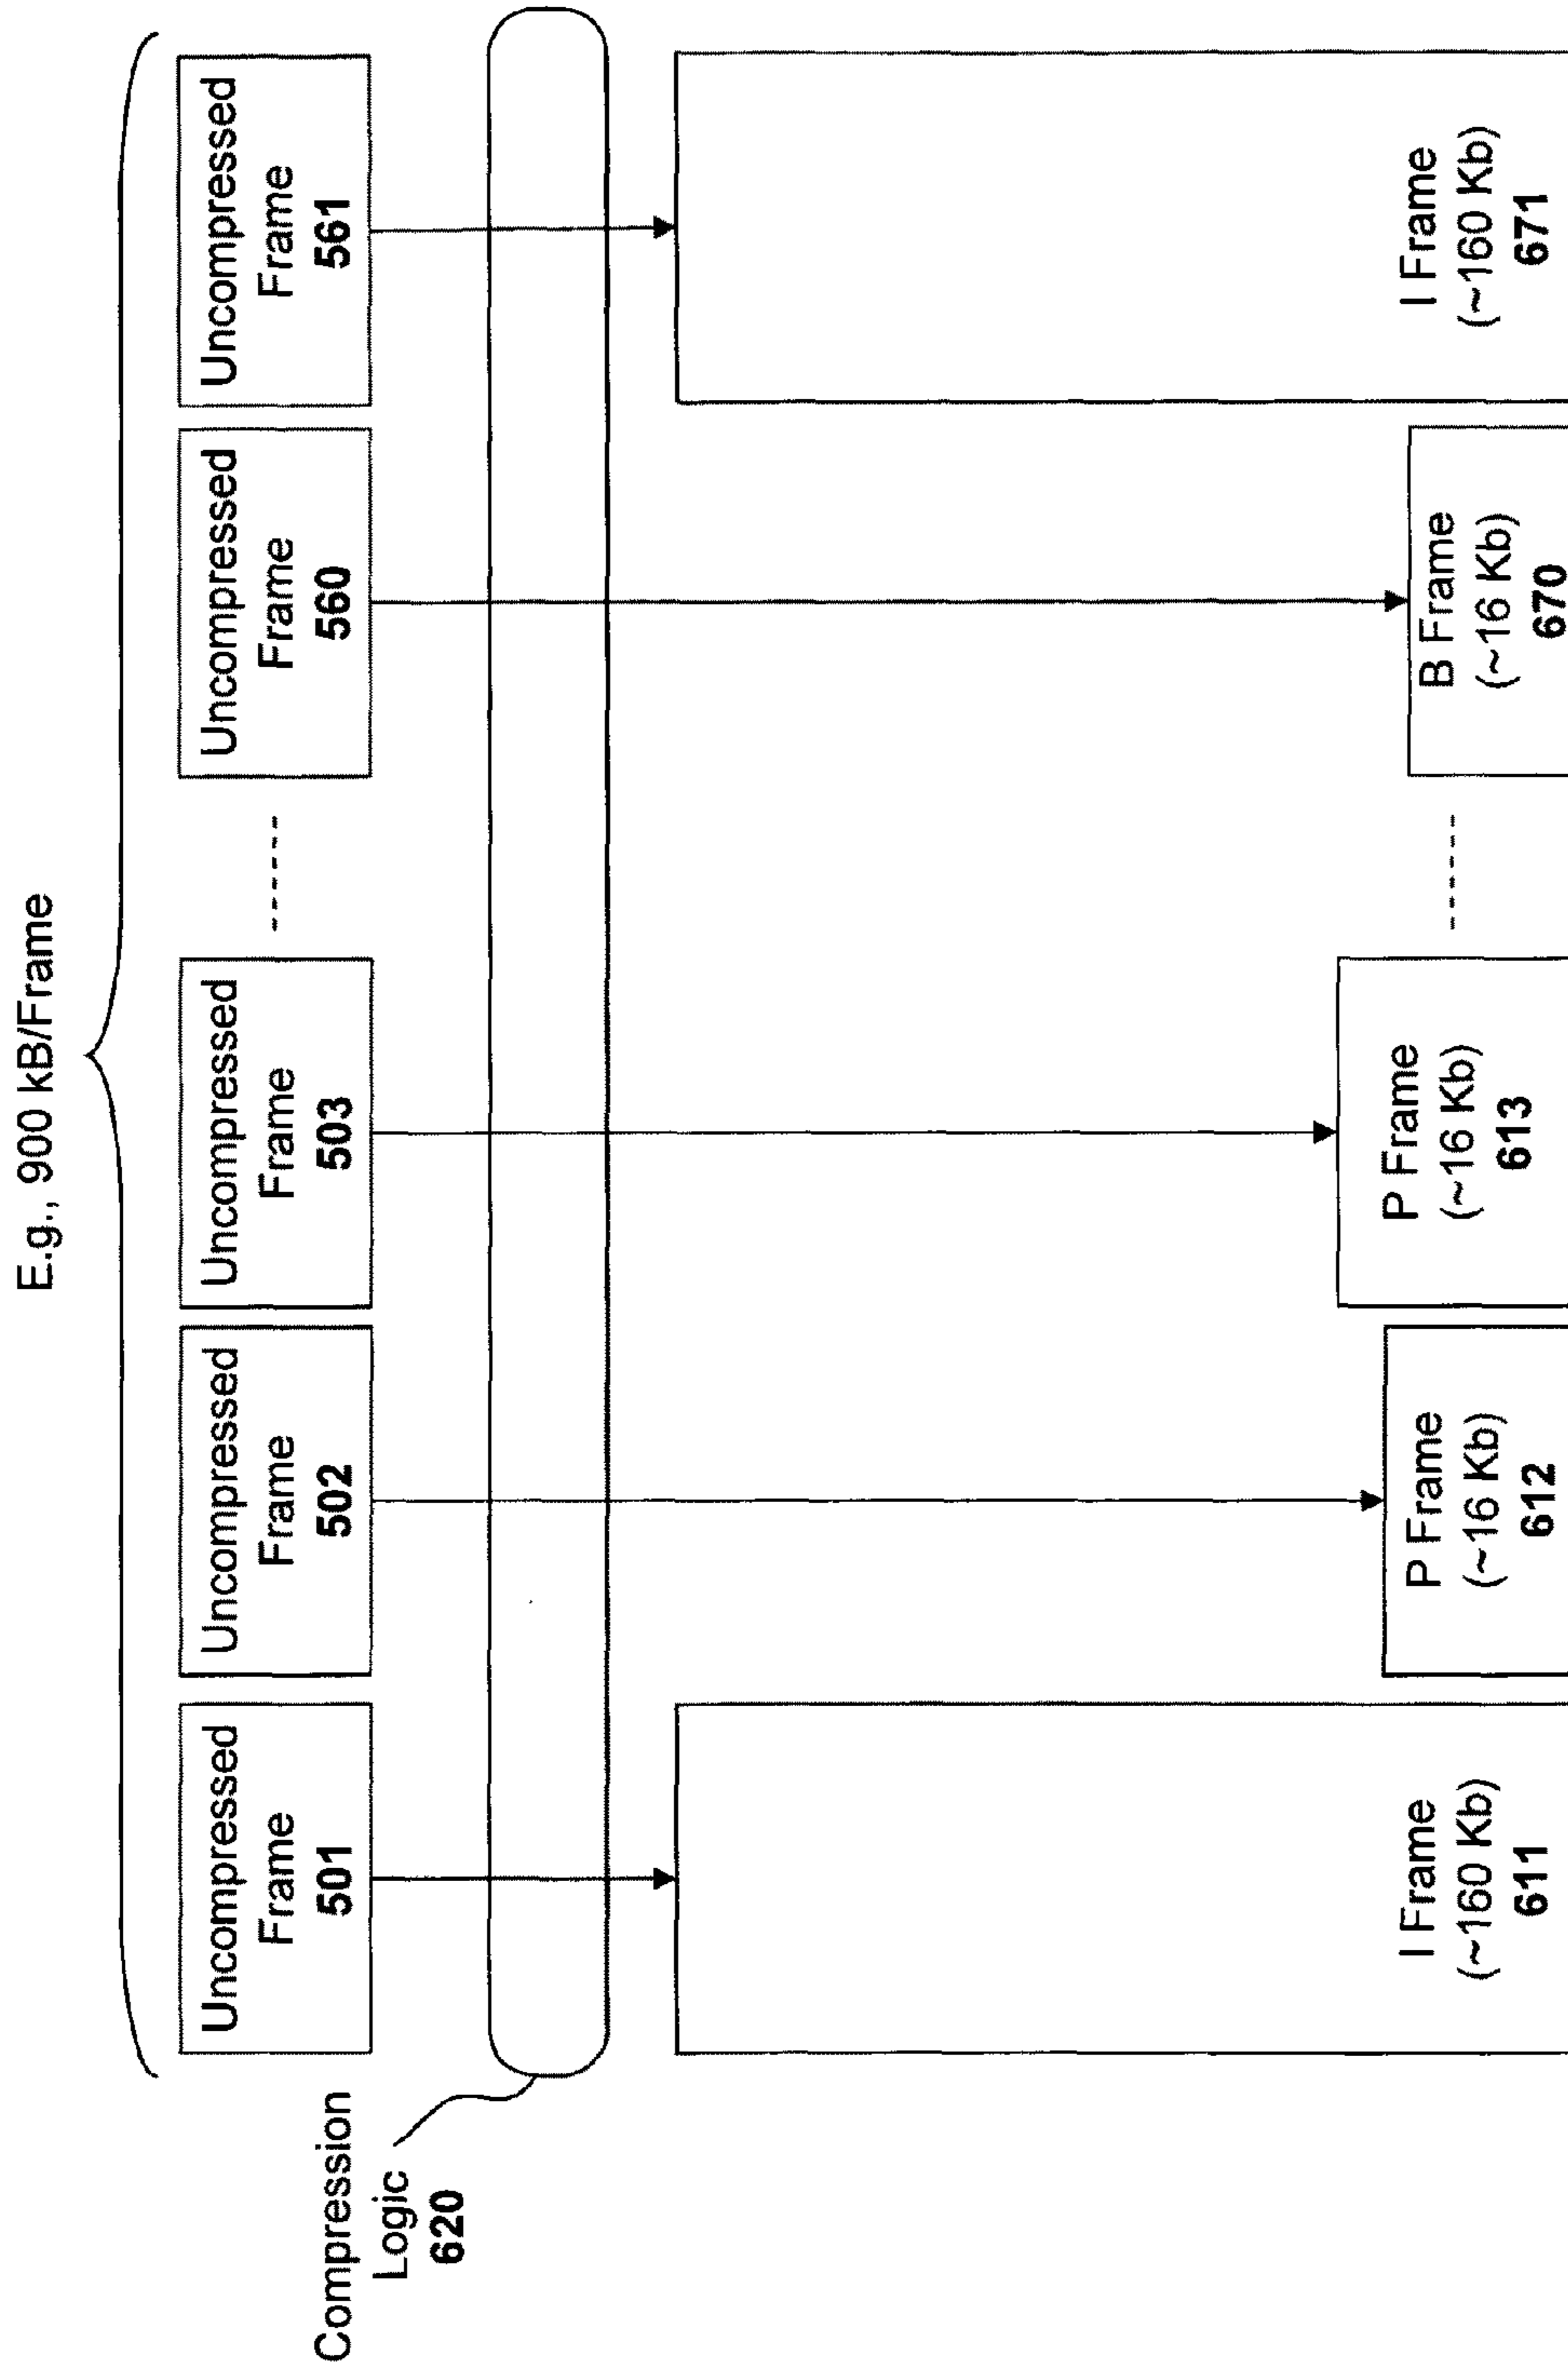 E.g., 900 kB/Frame
Uncompressed
Frame
501
Uncompressed
Frame
502
Uncompressed
Frame
503
------
Uncompressed
Frame
560
Uncompressed
Frame
561
Compression
Logic
620
I Frame
(~160 Kb)
611
P Frame
(~16 Kb)
612
P Frame
(~16 Kb)
613
------
B Frame
(~16 Kb)
670
I Frame
(~160 Kb)
671